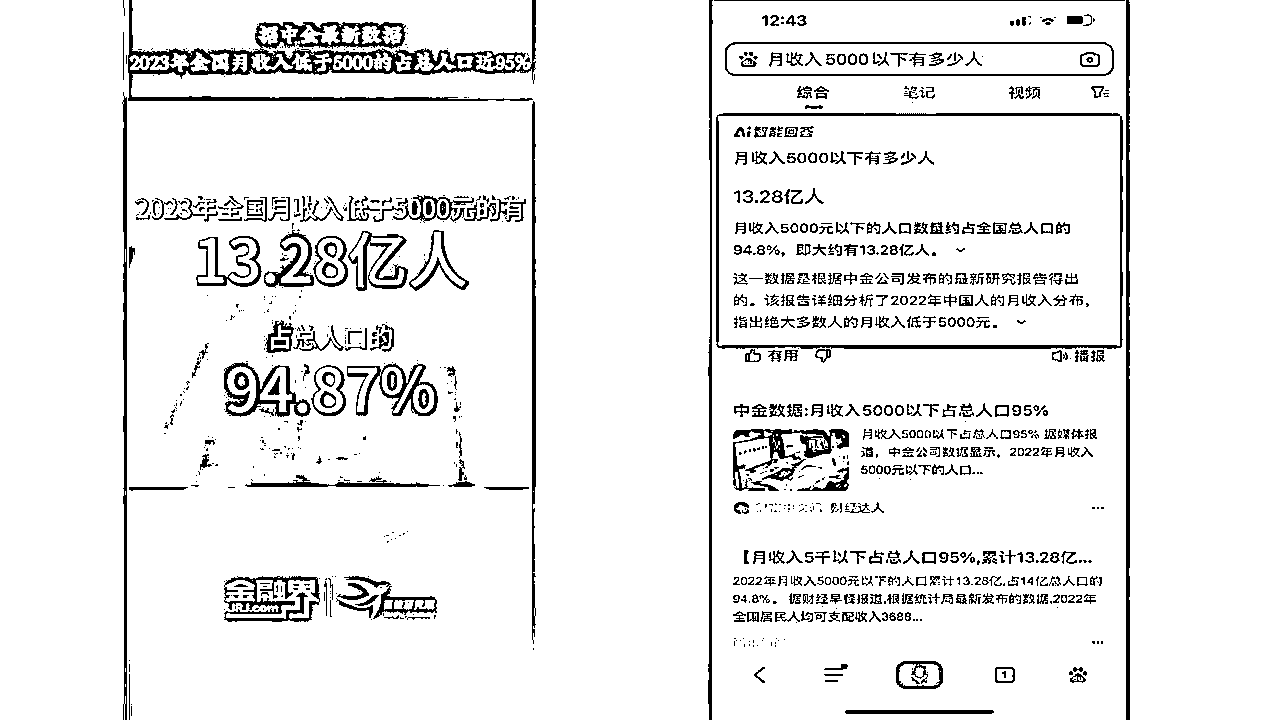 据中金最新数据
2023年全国月收入低于5000的占总人口近95%
2023年全国月收入低于5000元的有
13.28亿人
占总人口的
94.87%
金融界
JRJ.com
12:43
月收入5000以下有多少人
综合
笔记
视频
Ai智能回答
月收入5000以下有多少人
13.28亿人
月收入5000元以下的人口数量约占全国总人口的
94.8%，即大约有13.28亿人。
这一数据是根据中金公司发布的最新研究报告得出
的。该报告详细分析了2022年中国人的月收入分布，
指出绝大多数人的月收入低于5000元。
有用
播报
中金数据:月收入5000以下占总人口95%
月收入5000以下占总人口95% 据媒体报
道，中金公司数据显示，2022年月收入
5000元以下的人口...
财经达人
【月收入5千以下占总人口95%,累计13.28亿...
2022年月收入5000元以下的人口累计13.28亿,占14亿总人口的
94.8%。 据财经早餐报道,根据统计局最新发布的数据,2022年
全国居民人均可支配收入3686...
1